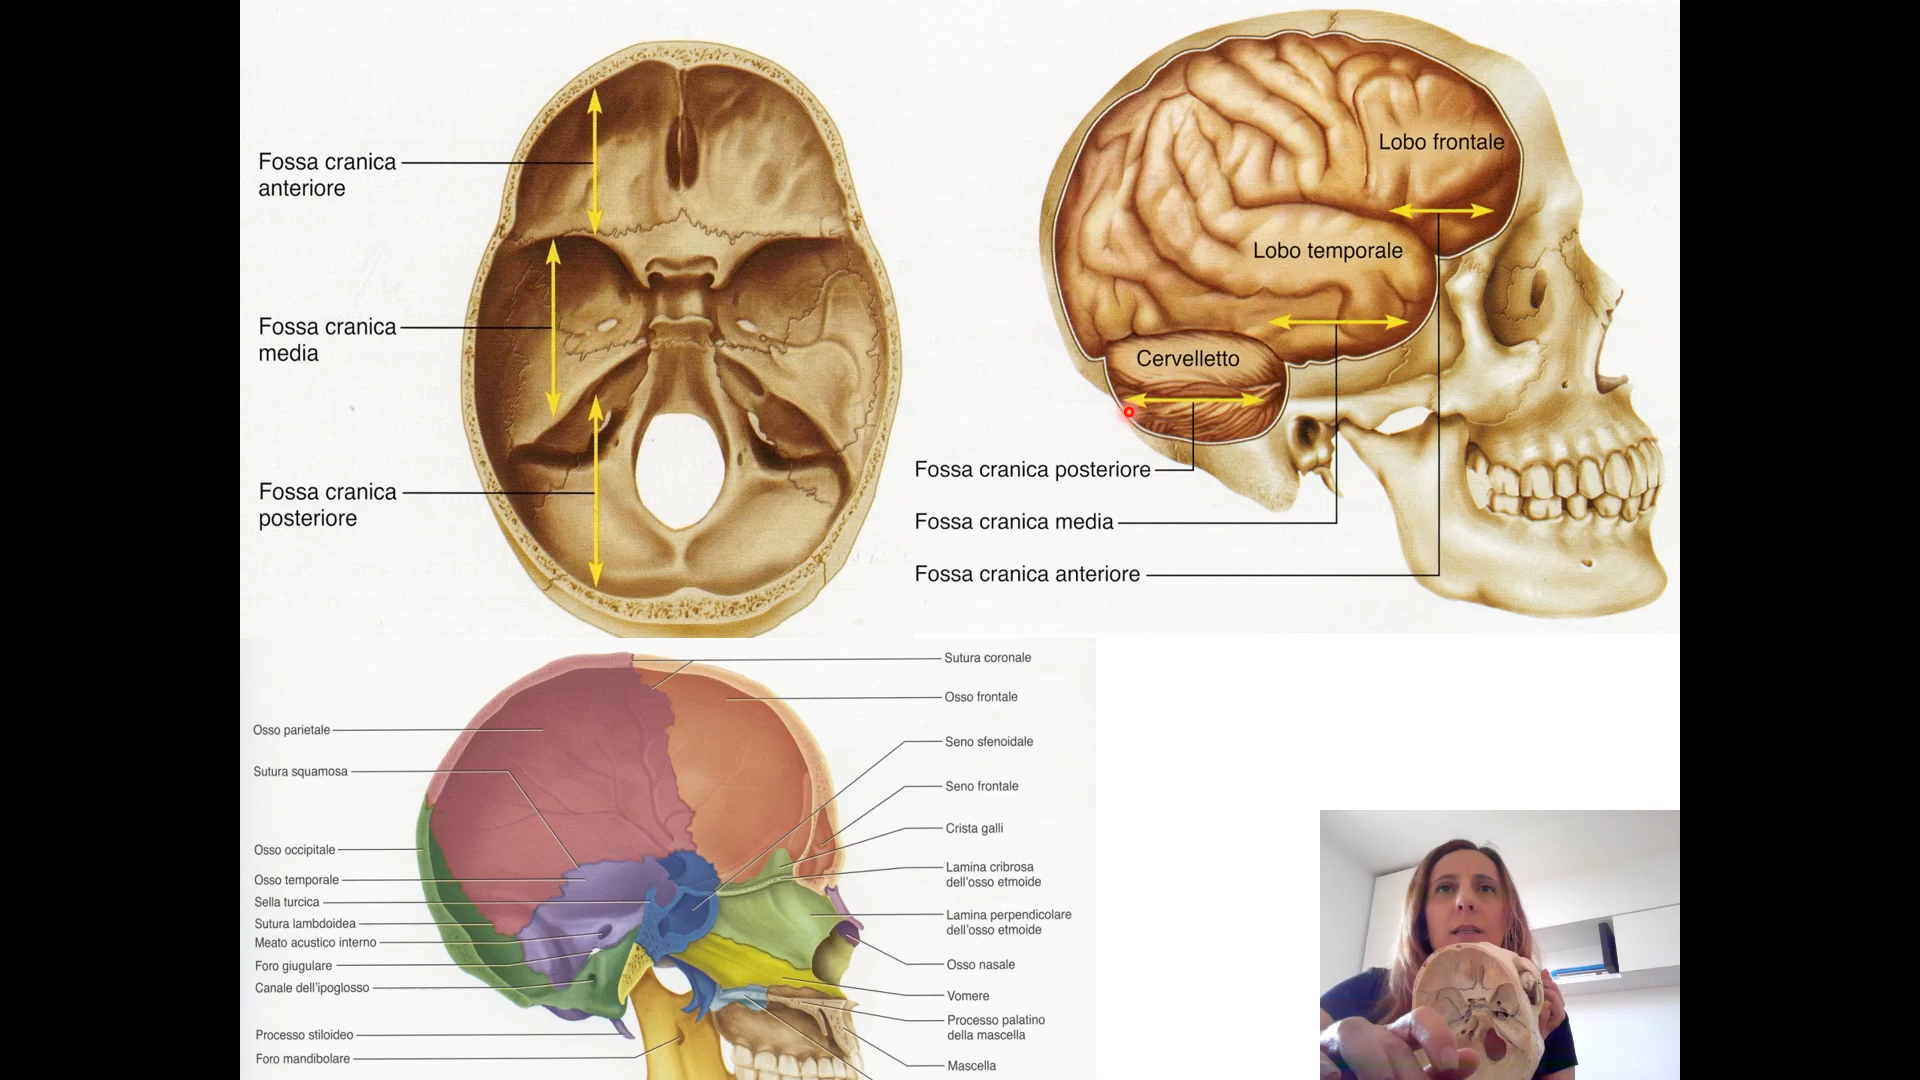 Fossa cranica
anteriore
Fossa cranica
media
Fossa cranica
posteriore
Lobo frontale
Lobo temporale
Cervelletto
Fossa cranica posteriore
Fossa cranica media
Fossa cranica anteriore
Osso parietale
Sutura squamosa
Osso occipitale
Osso temporale
Sella turcica
Sutura lambdoidea
Meato acustico interno
Foro giugulare
Canale dell'ipoglosso
Processo stiloideo
Foro mandibolare
Sutura coronale
Osso frontale
Seno sfenoidale
Seno frontale
Crista galli
Lamina cribrosa
dell'osso etmoide
Lamina perpendicolare
dell'osso etmoide
Osso nasale
Vomere
Processo palatino
della mascella
Mascella